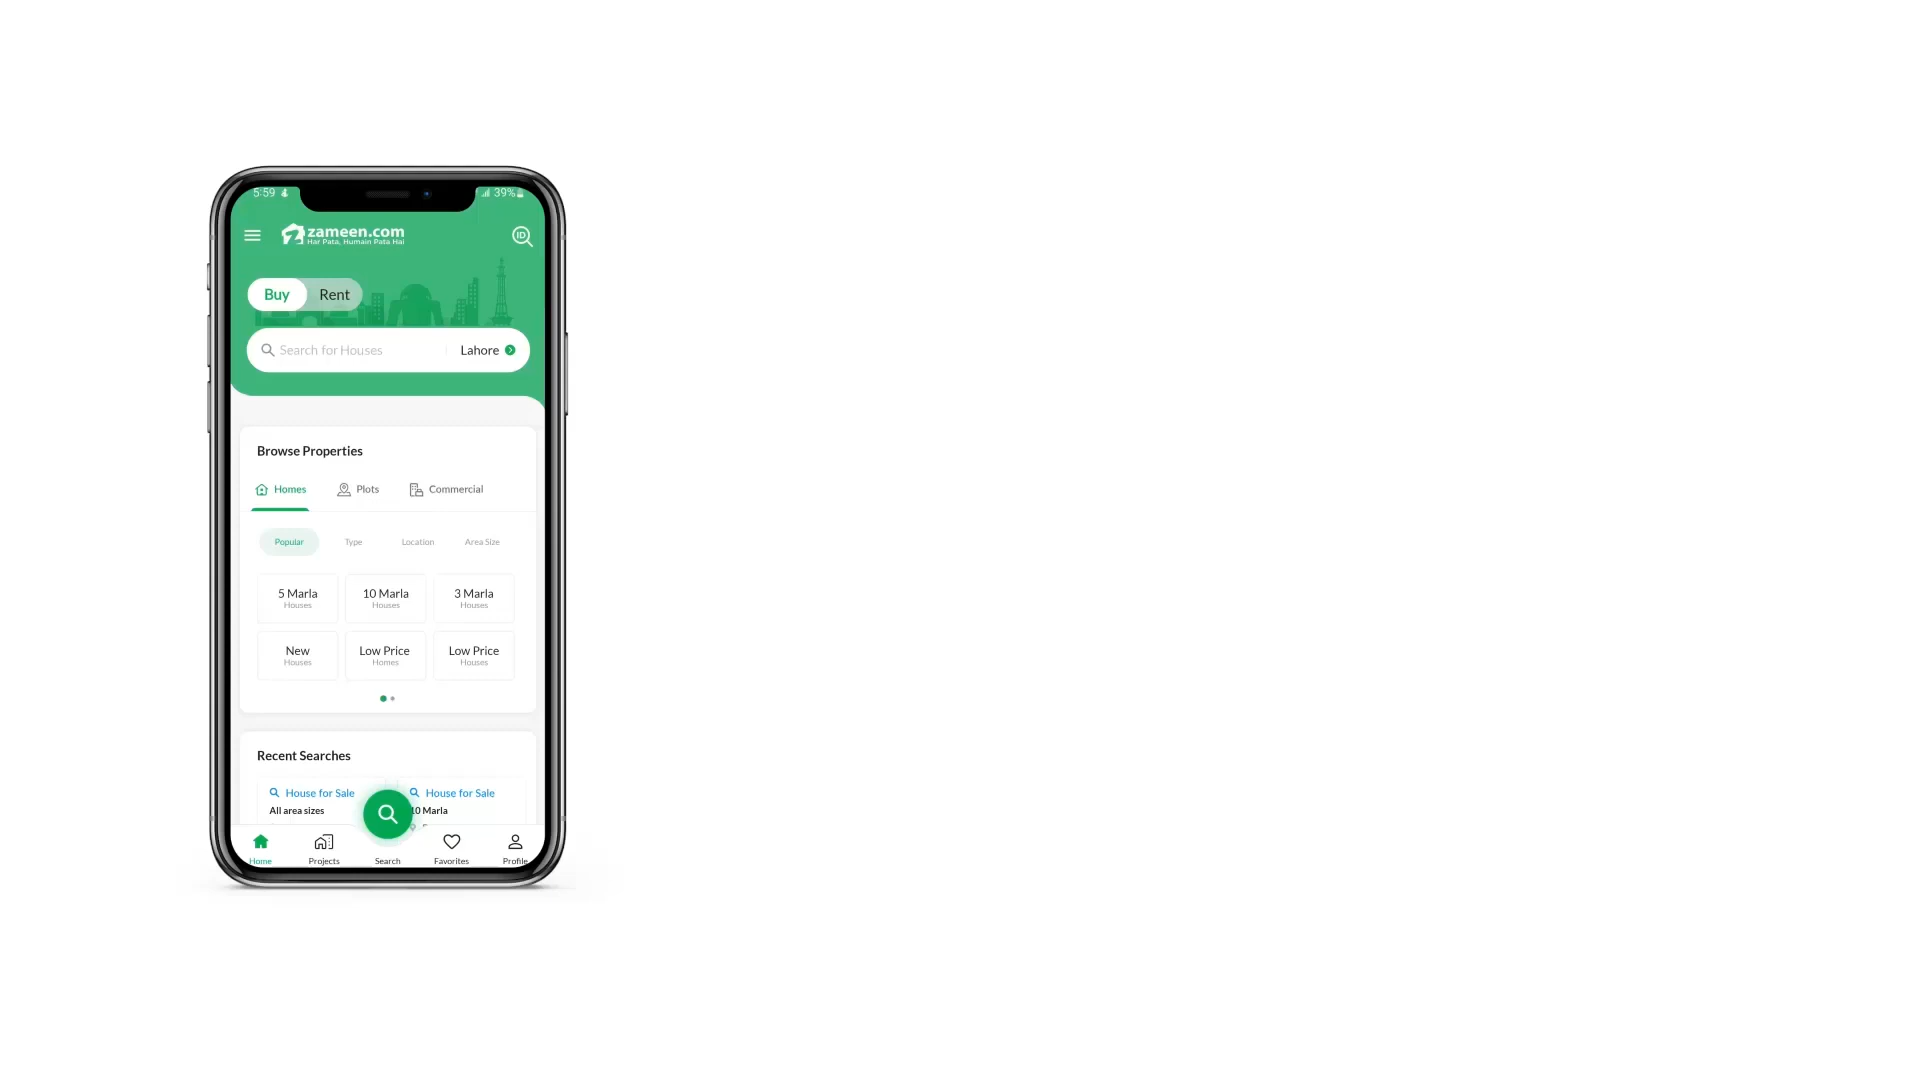 5:59
39%
zameen.com
Har Pata, Humain Pata Hai
ID
Buy
Rent
Search for Houses
Lahore
Browse Properties
Homes
Plots
Commercial
Popular
Type
Location
Area Size
5 Marla
Houses
10 Marla
Houses
3 Marla
Houses
New
Houses
Low Price
Homes
Low Price
Houses
Recent Searches
House for Sale
All area sizes
House for Sale
10 Marla
Home
Projects
Search
Favorites
Profile